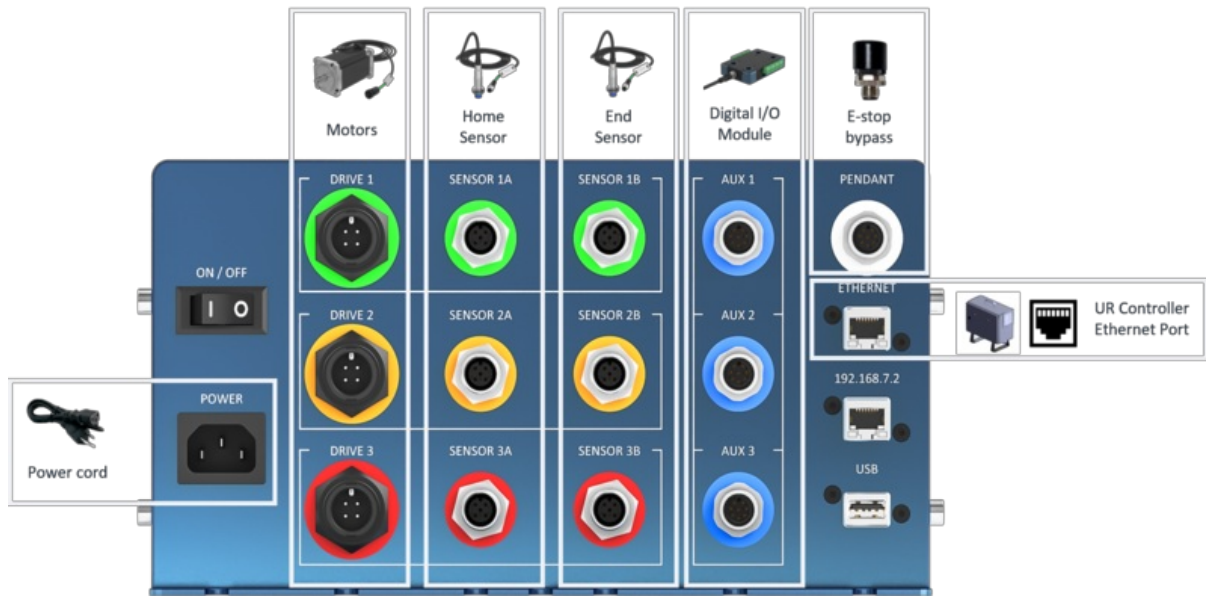 Motors
Home
Sensor
End
Sensor
Digital I/O
Module
E-stop
bypass
DRIVE 1
SENSOR 1A
SENSOR 1B
AUX 1
PENDANT
ON / OFF
I O
ETHERNET
UR Controller
Ethernet Port
DRIVE 2
SENSOR 2A
SENSOR 2B
AUX 2
192.168.7.2
POWER
Power cord
DRIVE 3
SENSOR 3A
SENSOR 3B
AUX 3
USB